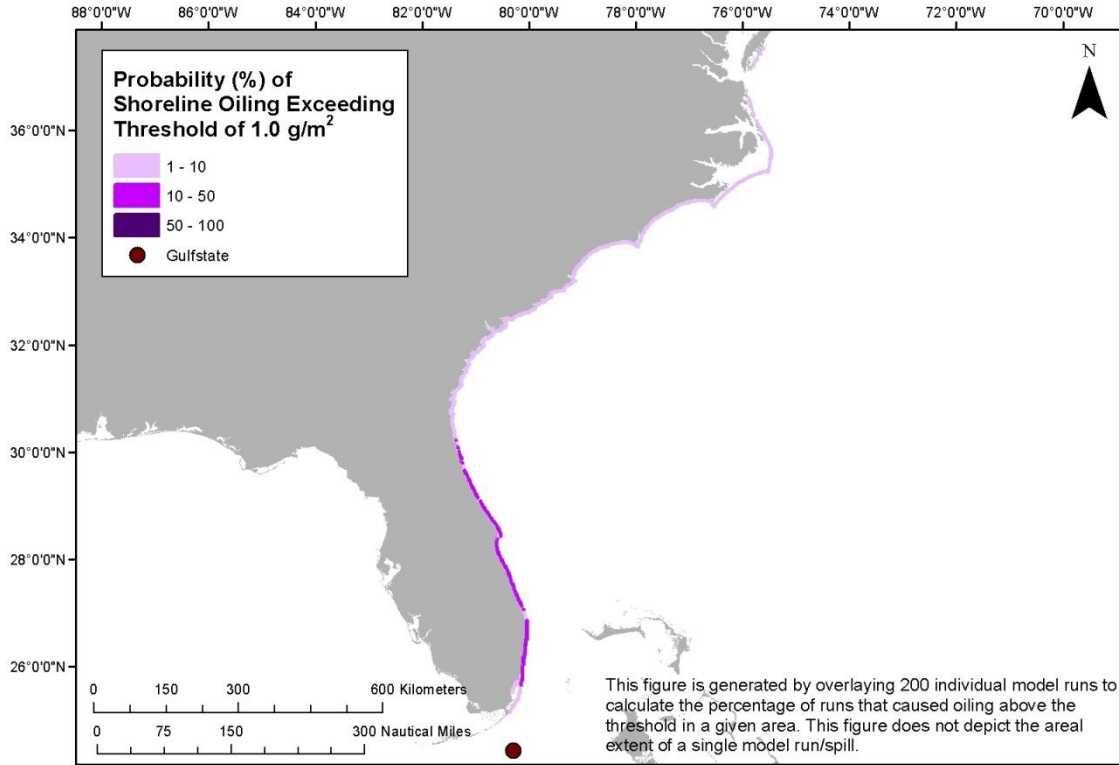 88°0'0"W 86°0'0"W 84°0'0"W 82°0'0"W 80°0'0"W 78°0'0"W 76°0'0"W 74°0'0"W 72°0'0"W 70°0'0"W
N
Probability (%) of
Shoreline Oiling Exceeding
Threshold of 1.0 g/m²
1 - 10
10 - 50
50 - 100
Gulfstate
36°0'0"N
34°0'0"N
32°0'0"N
30°0'0"N
28°0'0"N
26°0'0"N
0 150 300 600 Kilometers
0 75 150 300 Nautical Miles
This figure is generated by overlaying 200 individual model runs to
calculate the percentage of runs that caused oiling above the
threshold in a given area. This figure does not depict the areal
extent of a single model run/spill.